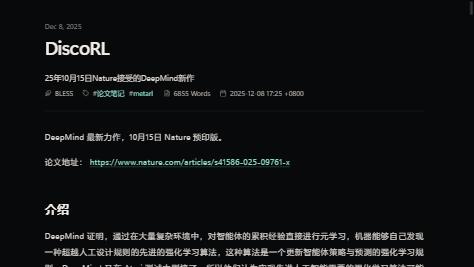 Dec 8, 2025
DiscoRL
25年10月15日Nature接受的DeepMind新作
BLESS #论文笔记 #metarl 6855 Words 2025-12-08 17:25 +0800
DeepMind 最新力作，10月15日 Nature 预印版。
论文地址： https://www.nature.com/articles/s41586-025-09761-x
介绍
DeepMind 证明，通过在大量复杂环境中，对智能体的累积经验直接进行元学习，机器能够自己发现
一种超越人工设计规则的先进的强化学习算法，这种算法是一个更新智能体策略与预测的强化学习规